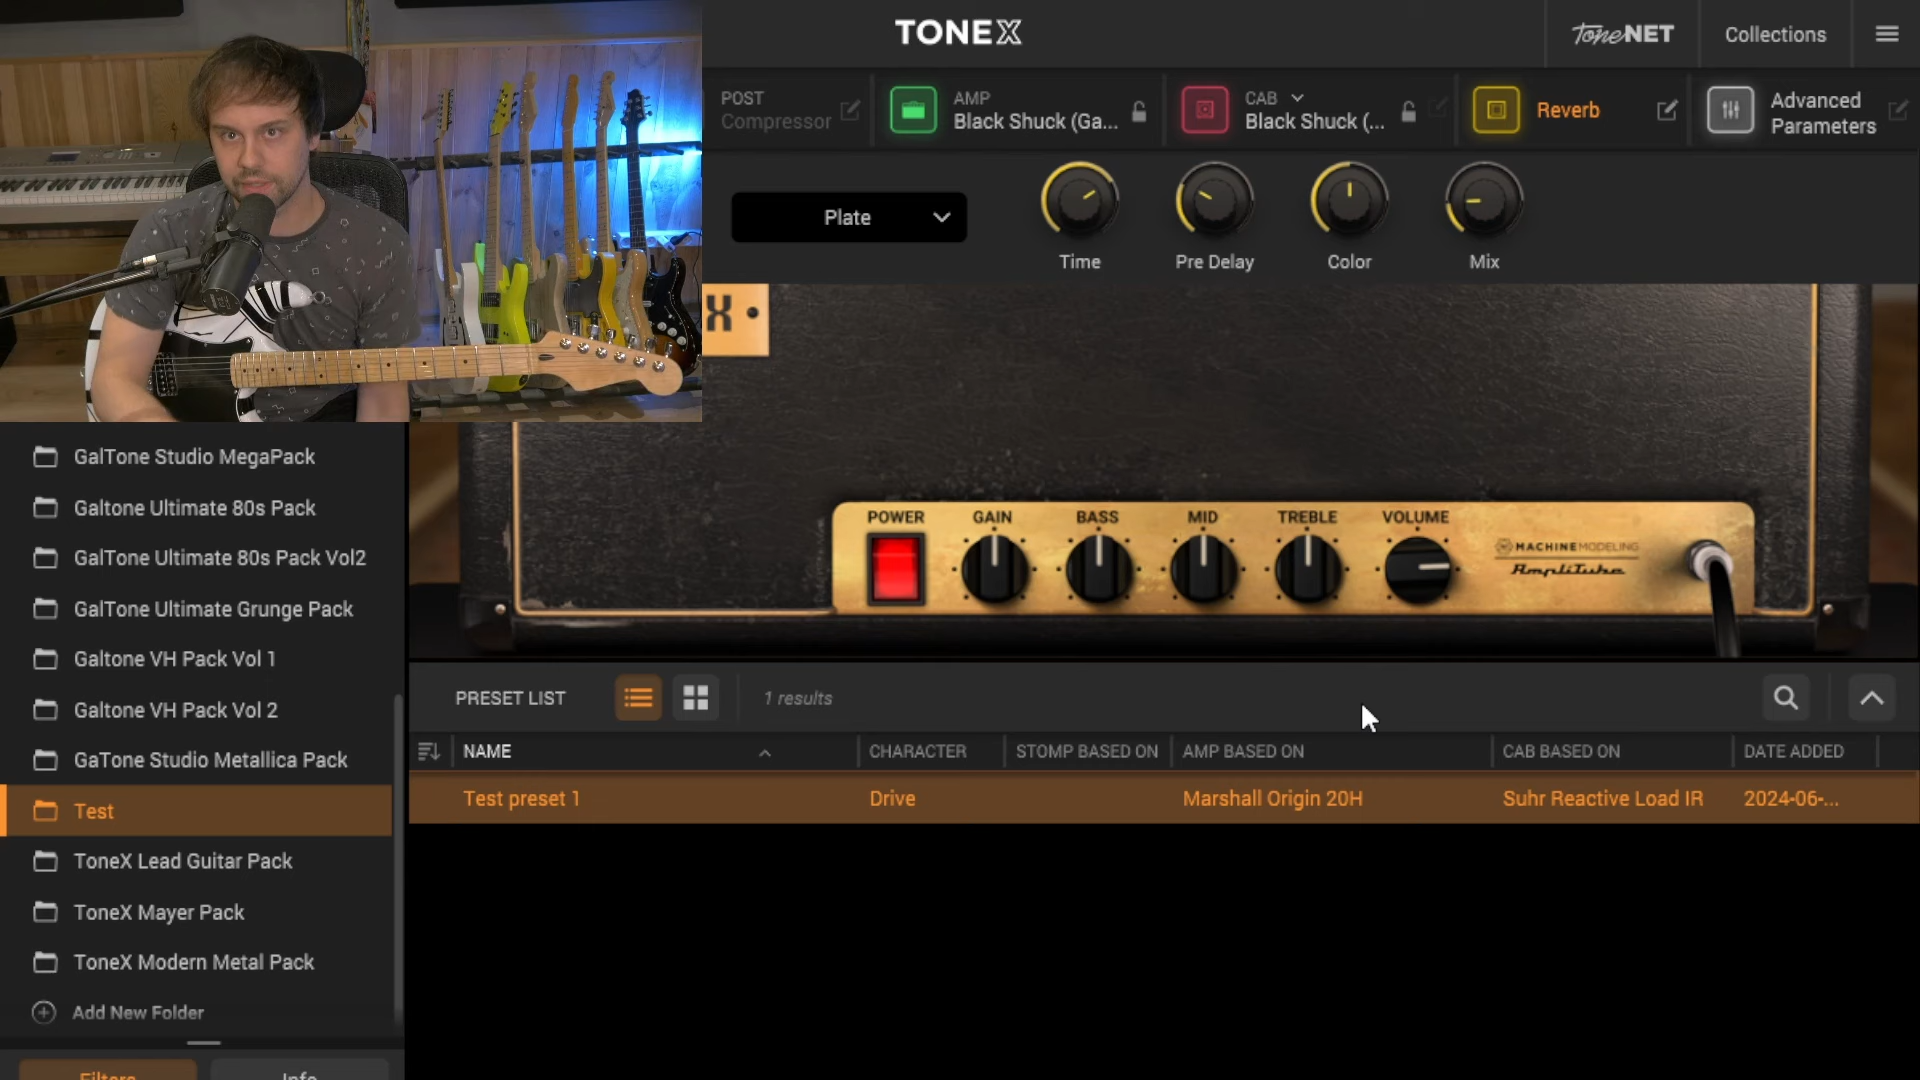 TONEX
ToneNET
Collections
POST
Compressor
AMP
Black Shuck (Ga...
CAB
Black Shuck (...
Reverb
Advanced
Parameters
Plate
Time
Pre Delay
Color
Mix
X
POWER
GAIN
BASS
MID
TREBLE
VOLUME
MACHINE MODELING
AmpliTube
GalTone Studio MegaPack
Galtone Ultimate 80s Pack
GalTone Ultimate 80s Pack Vol2
GalTone Ultimate Grunge Pack
Galtone VH Pack Vol 1
Galtone VH Pack Vol 2
GaTone Studio Metallica Pack
Test
ToneX Lead Guitar Pack
ToneX Mayer Pack
ToneX Modern Metal Pack
Add New Folder
Filters
Info
PRESET LIST
1 results
NAME
CHARACTER
STOMP BASED ON
AMP BASED ON
CAB BASED ON
DATE ADDED
Test preset 1
Drive
Marshall Origin 20H
Suhr Reactive Load IR
2024-06-...